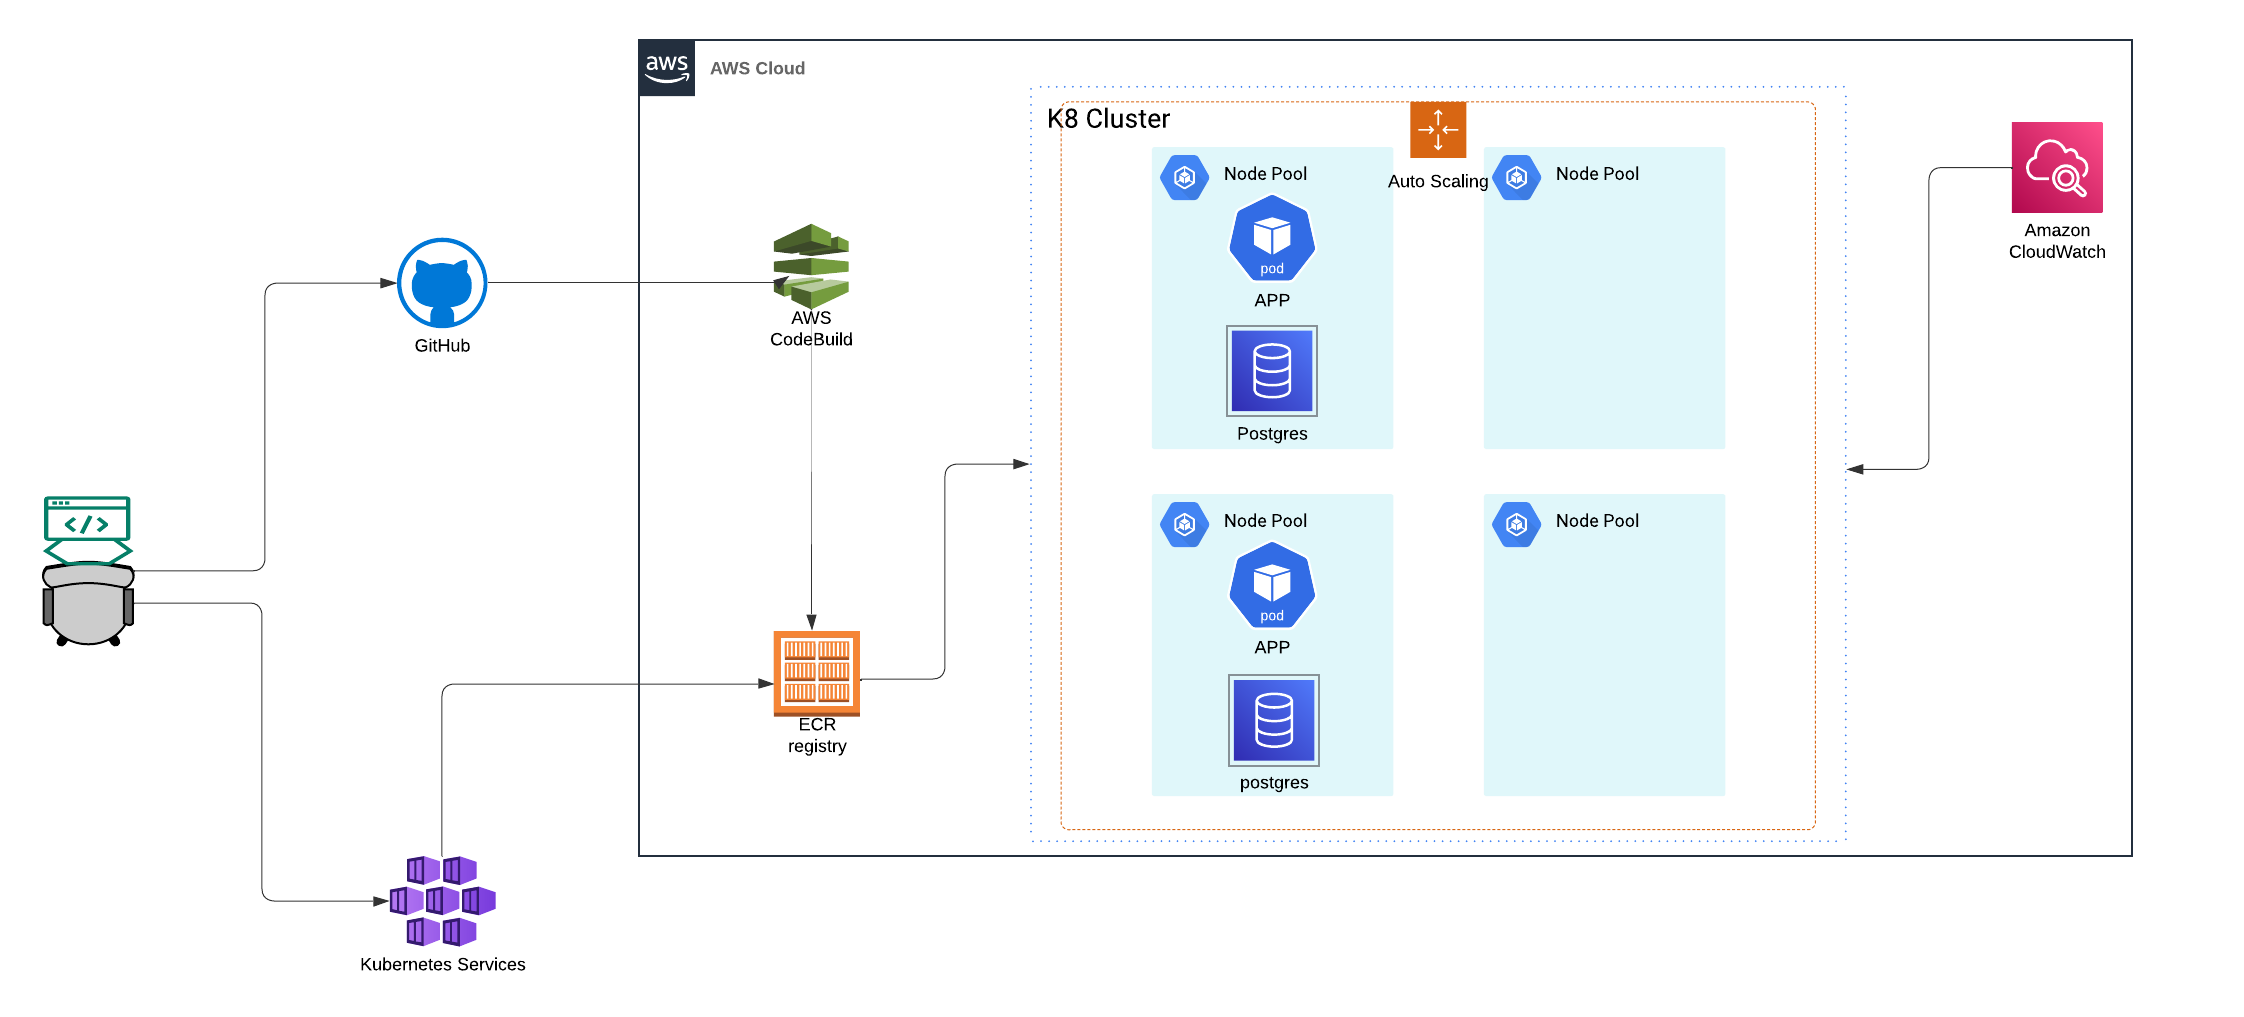 aws
AWS Cloud
K8 Cluster
Auto Scaling
Node Pool
pod
APP
Postgres
Node Pool
Node Pool
pod
APP
postgres
Node Pool
Amazon
CloudWatch
GitHub
AWS
CodeBuild
</>
ECR
registry
Kubernetes Services